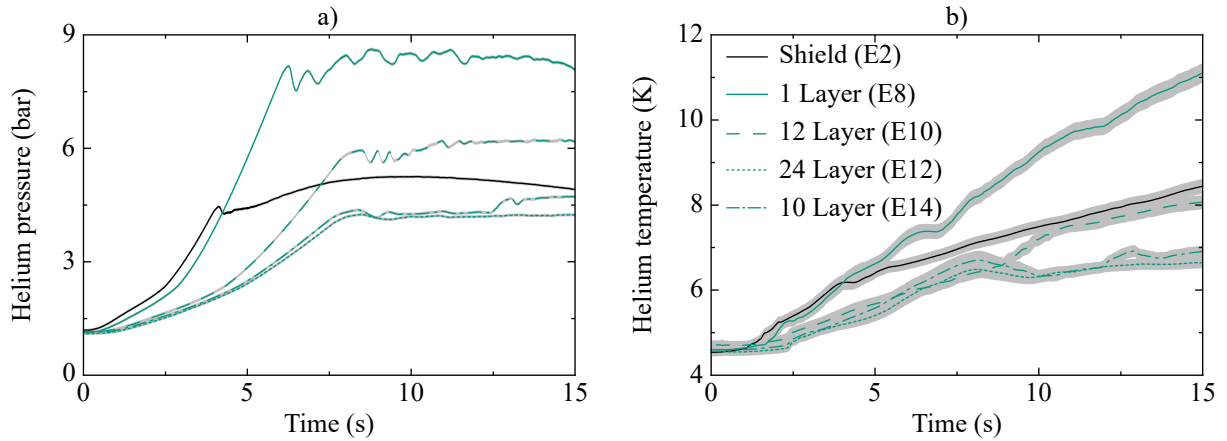 a)
Helium pressure (bar)
9
6
3
0
0
5
10
15
Time (s)
b)
Helium temperature (K)
12
10
8
6
4
Shield (E2)
1 Layer (E8)
12 Layer (E10)
24 Layer (E12)
10 Layer (E14)
0
5
10
15
Time (s)